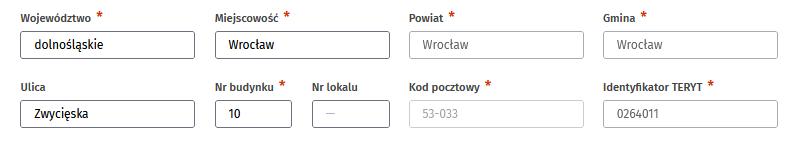 Województwo * Miejscowość * Powiat * Gmina *
dolnośląskie Wrocław Wrocław Wrocław
Ulica Nr budynku * Nr lokalu Kod pocztowy * Identyfikator TERYT *
Zwycięska 10 — 53-033 0264011